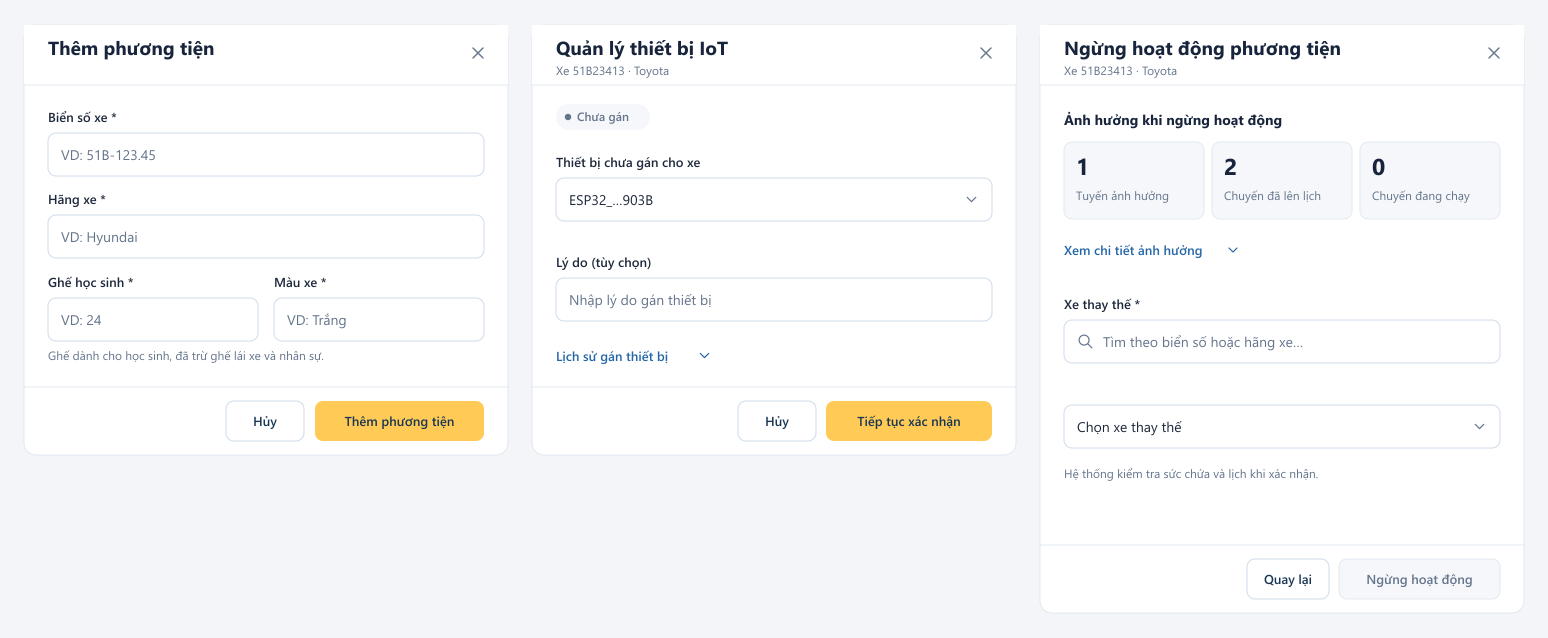 Thêm phương tiện
Biển số xe *
VD: 51B-123.45
Hãng xe *
VD: Hyundai
Ghế học sinh *
Màu xe *
VD: 24
VD: Trắng
Ghế dành cho học sinh, đã trừ ghế lái xe và nhân sự.
Hủy
Thêm phương tiện
Quản lý thiết bị IoT
Xe 51B23413 · Toyota
Chưa gán
Thiết bị chưa gán cho xe
ESP32_...903B
Lý do (tùy chọn)
Nhập lý do gán thiết bị
Lịch sử gán thiết bị
Hủy
Tiếp tục xác nhận
Ngừng hoạt động phương tiện
Xe 51B23413 · Toyota
Ảnh hưởng khi ngừng hoạt động
1
Tuyến ảnh hưởng
2
Chuyến đã lên lịch
0
Chuyến đang chạy
Xem chi tiết ảnh hưởng
Xe thay thế *
Tìm theo biển số hoặc hãng xe...
Chọn xe thay thế
Hệ thống kiểm tra sức chứa và lịch khi xác nhận.
Quay lại
Ngừng hoạt động